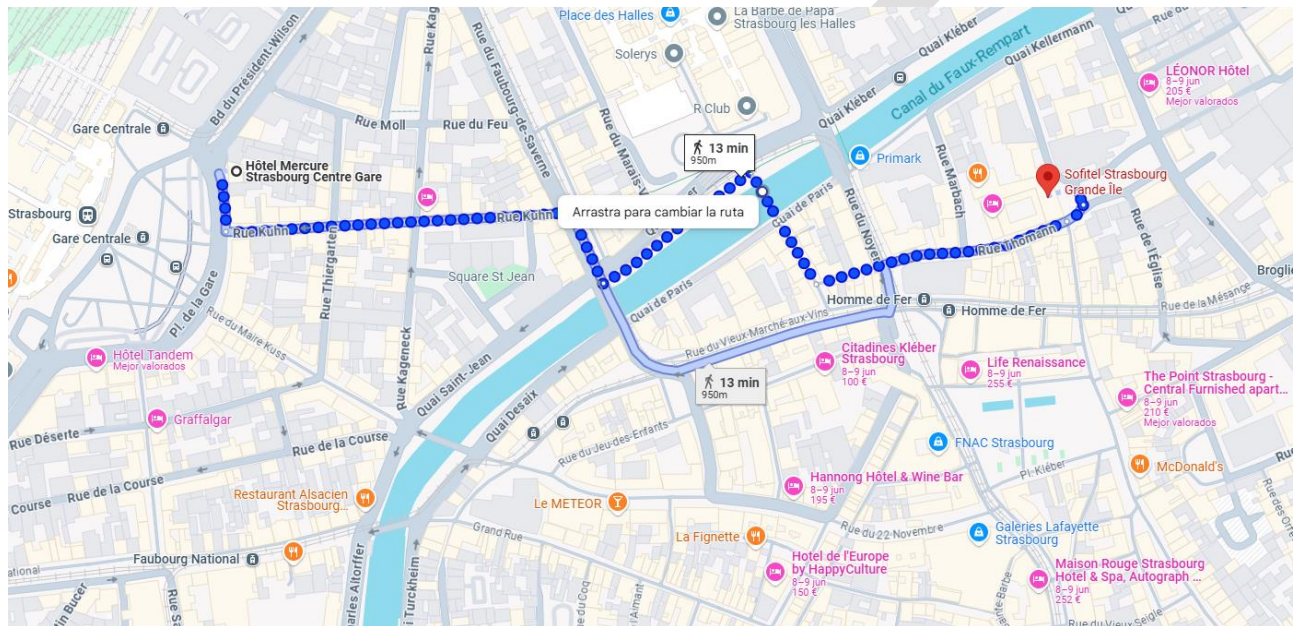 Place des Halles
La Barbe de Papa
Strasbourg les Halles
Solerys
R Club
Quai Kléber
Quai Kellermann
Canal du Faux-Rempart
Quai Kléber
LÉONOR Hôtel
8–9 jun
205 €
Mejor valorados
Bd du Président-Wilson
Rue du Faubourg-de-Saverne
Gare Centrale
Rue Moll
Rue du Feu
13 min
950m
Primark
Rue Marbach
Hôtel Mercure
Strasbourg Centre Gare
Sofitel Strasbourg
Grande Île
Strasbourg
Gare Centrale
Rue Kuhn
Rue Kuhn
Arrastra para cambiar la ruta
Quai de Paris
Rue du Noyer
Rue Thomann
Rue de l'Église
Broglie
Rue Thiergarten
Square St Jean
Quai de Paris
Pl. de la Gare
Homme de Fer
Homme de Fer
Rue de la Mésange
Rue du Maire Kuss
Rue du Vieux-Marché-aux-Vins
Hôtel Tandem
Mejor valorados
Rue Kageneck
Quai Saint-Jean
Citadines Kléber
Strasbourg
8–9 jun
100 €
Life Renaissance
8–9 jun
255 €
13 min
950m
The Point Strasbourg -
Central Furnished apart...
8–9 jun
210 €
Mejor valorados
Graffalgar
Quai Desaix
Rue Déserte
Rue de la Course
Rue du Jeu-des-Enfants
FNAC Strasbourg
Pl. Kléber
McDonald's
Course
Rue de la Course
Hannong Hôtel & Wine Bar
8–9 jun
195 €
Restaurant Alsacien
Strasbourg...
Le METEOR
Grand Rue
Rue du 22 Novembre
Galeries Lafayette
Strasbourg
La Fignette
Faubourg National
Hotel de l'Europe
by HappyCulture
8–9 jun
150 €
Maison Rouge Strasbourg
Hotel & Spa, Autograph ...
8–9 jun
252 €
Rue du Vieux Seigle